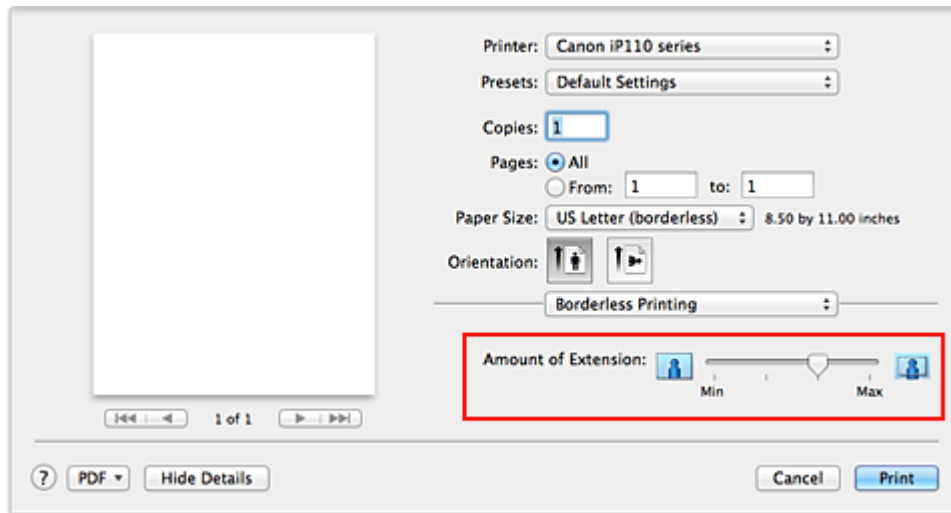 Printer: Canon iP110 series
Presets: Default Settings
Copies: 1
Pages: All
From: 1 to: 1
Paper Size: US Letter (borderless) 8.50 by 11.00 inches
Orientation:
Borderless Printing
Amount of Extension:
Min Max
1 of 1
? PDF Hide Details Cancel Print